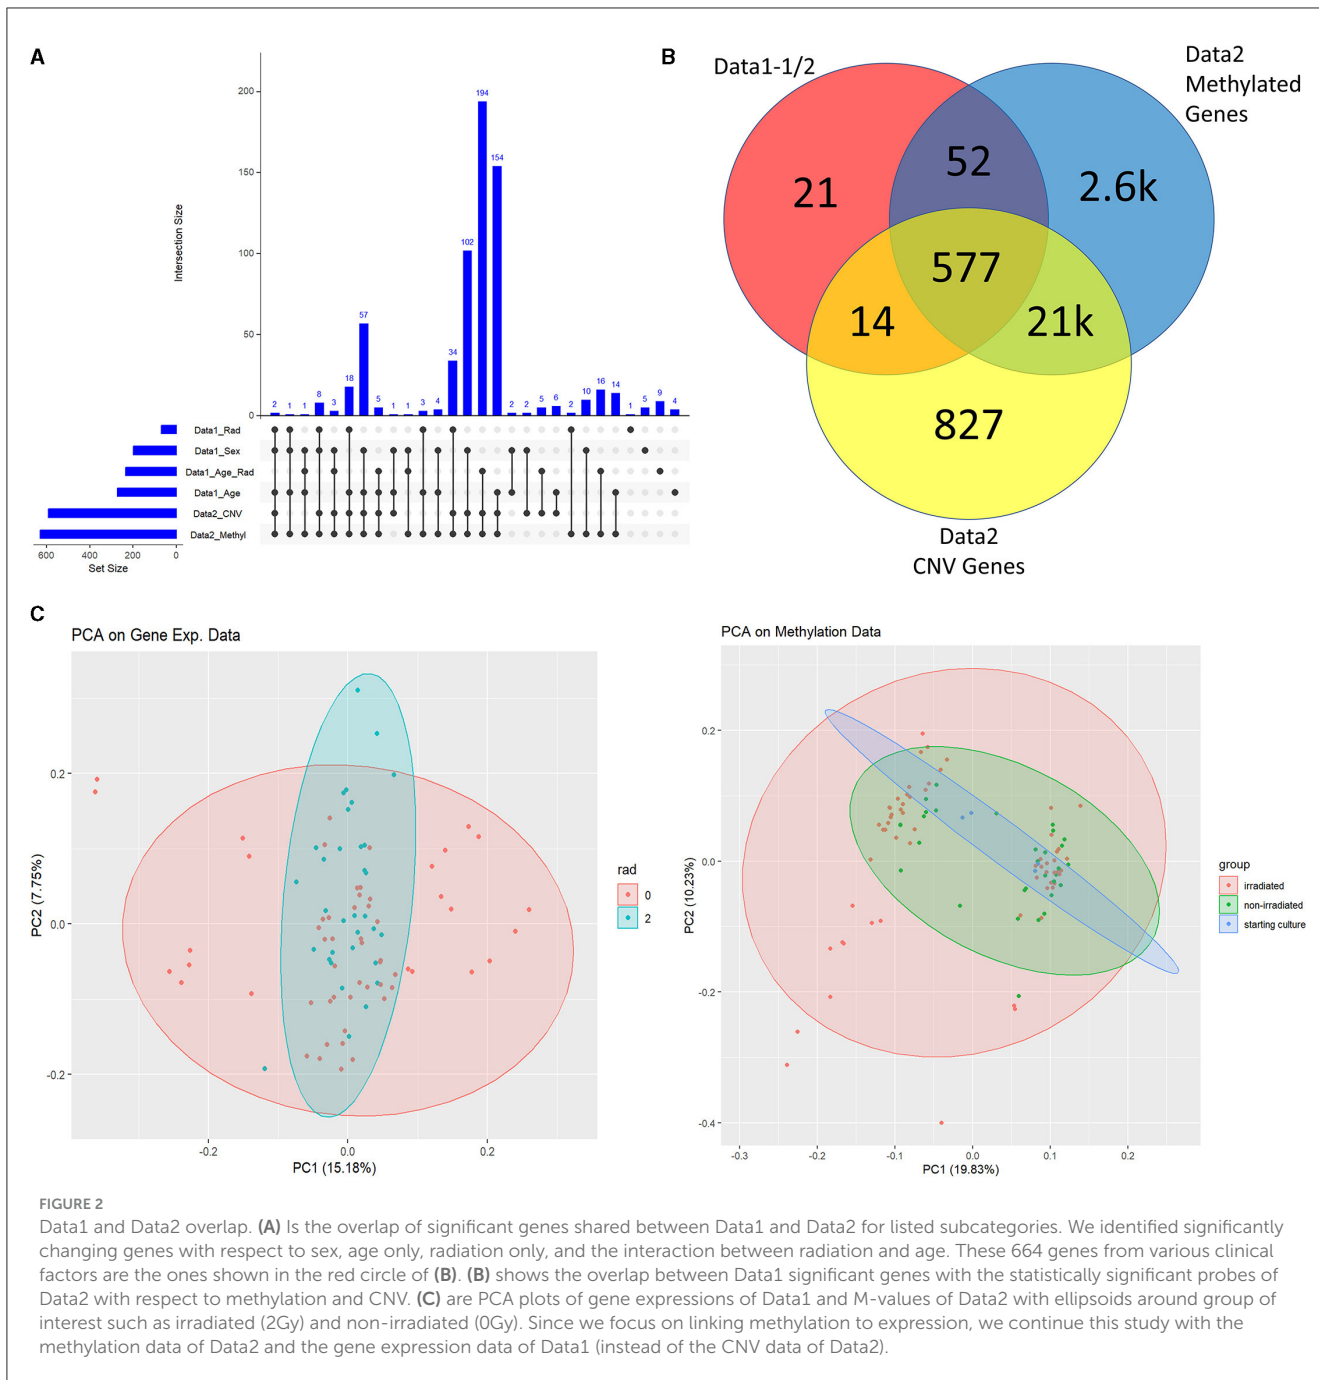 A
200
150
100
50
0
Intersection Size
2 1 1 8 3 18 57 5 1 1 3 4 34 102 194 154 2 2 5 6 2 10 16 14 1 5 9 4
Data1_Rad
Data1_Sex
Data1_Age_Rad
Data1_Age
Data2_CNV
Data2_Methyl
600 400 200 0
Set Size
B
Data1-1/2
Data2
Methylated
Genes
21
52
2.6k
577
14
21k
827
Data2
CNV Genes
C
PCA on Gene Exp. Data
0.2
0.0
-0.2
PC2 (7.75%)
-0.2 0.0 0.2
PC1 (15.18%)
rad
0
2
PCA on Methylation Data
0.2
0.0
-0.2
-0.4
PC2 (10.23%)
-0.3 -0.2 -0.1 0.0 0.1 0.2
PC1 (19.83%)
group
irradiated
non-irradiated
starting culture
FIGURE 2
Data1 and Data2 overlap. (A) Is the overlap of significant genes shared between Data1 and Data2 for listed subcategories. We identified significantly
changing genes with respect to sex, age only, radiation only, and the interaction between radiation and age. These 664 genes from various clinical
factors are the ones shown in the red circle of (B). (B) shows the overlap between Data1 significant genes with the statistically significant probes of
Data2 with respect to methylation and CNV. (C) are PCA plots of gene expressions of Data1 and M-values of Data2 with ellipsoids around group of
interest such as irradiated (2Gy) and non-irradiated (0Gy). Since we focus on linking methylation to expression, we continue this study with the
methylation data of Data2 and the gene expression data of Data1 (instead of the CNV data of Data2).